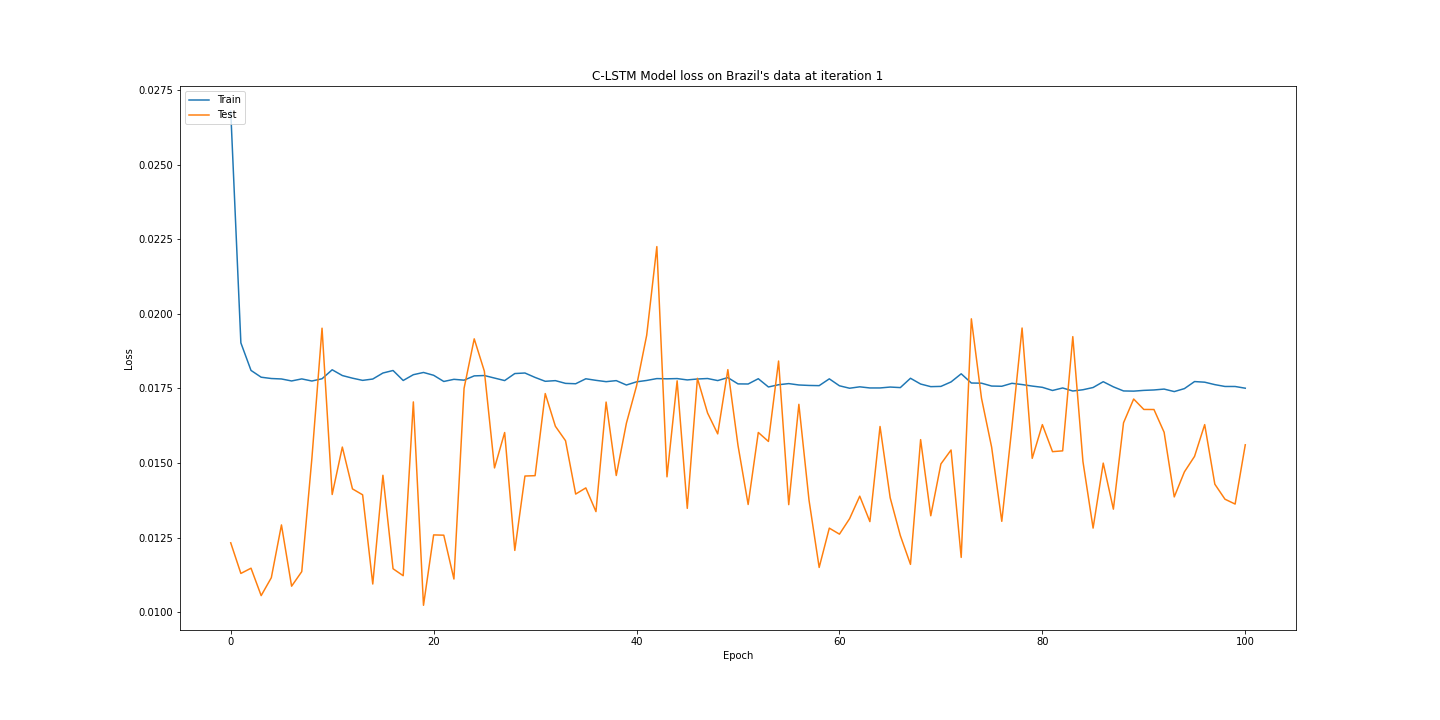 C-LSTM Model loss on Brazil's data at iteration 1
0.0275
0.0250
0.0225
0.0200
0.0175
0.0150
0.0125
0.0100
Loss
Train
Test
0 20 40 60 80 100
Epoch